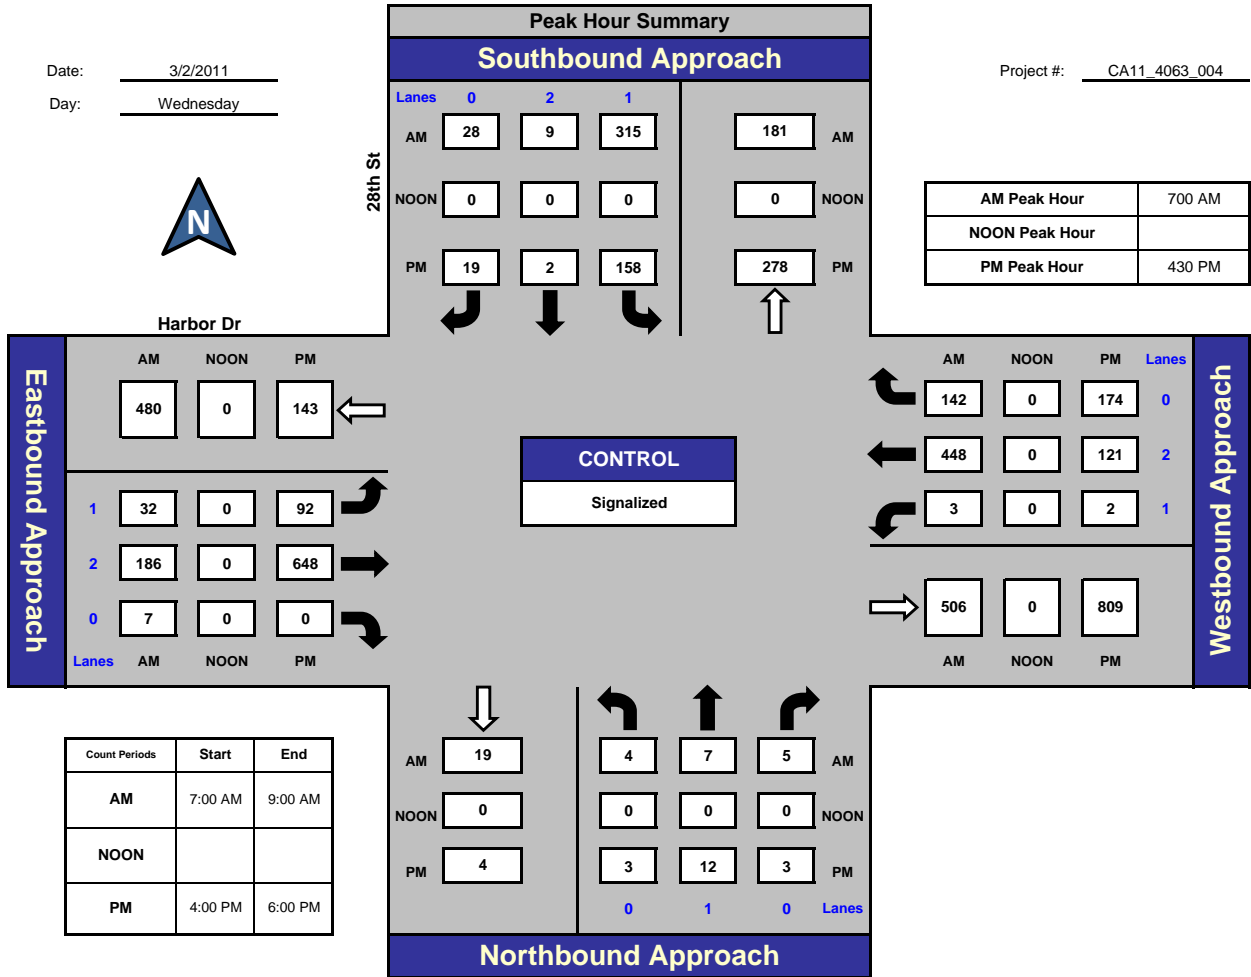 Peak Hour Summary
Southbound Approach
Date: 3/2/2011
Project #: CA11_4063_004
Day: Wednesday
Lanes 0 2 1
AM 28 9 315 181 AM
28th St
N
NOON 0 0 0 0 NOON
AM Peak Hour 700 AM
NOON Peak Hour
PM Peak Hour 430 PM
PM 19 2 158 278 PM
Harbor Dr
Eastbound Approach
AM NOON PM
480 0 143
1 32 0 92
2 186 0 648
0 7 0 0
Lanes AM NOON PM
CONTROL
Signalized
AM NOON PM Lanes
142 0 174 0
448 0 121 2
3 0 2 1
506 0 809
AM NOON PM
Westbound Approach
Count Periods Start End
AM 7:00 AM 9:00 AM
NOON
PM 4:00 PM 6:00 PM
AM 19 4 7 5 AM
NOON 0 0 0 0 NOON
PM 4 3 12 3 PM
0 1 0 Lanes
Northbound Approach